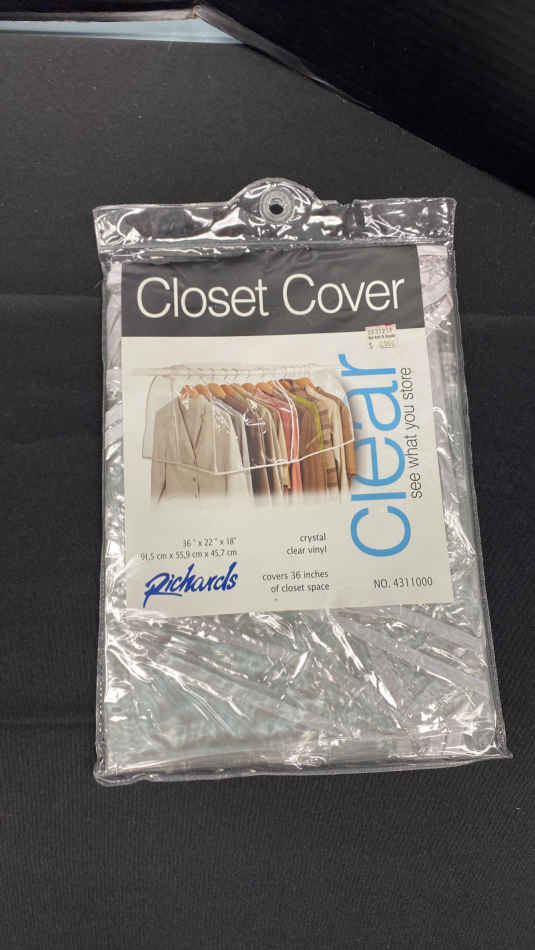 Closet Cover
clear
see what you store
36" x 22" x 18"
91,5 cm x 55,9 cm x 45,7 cm
Richards
crystal
clear vinyl
covers 36 inches
of closet space
NO. 4311000